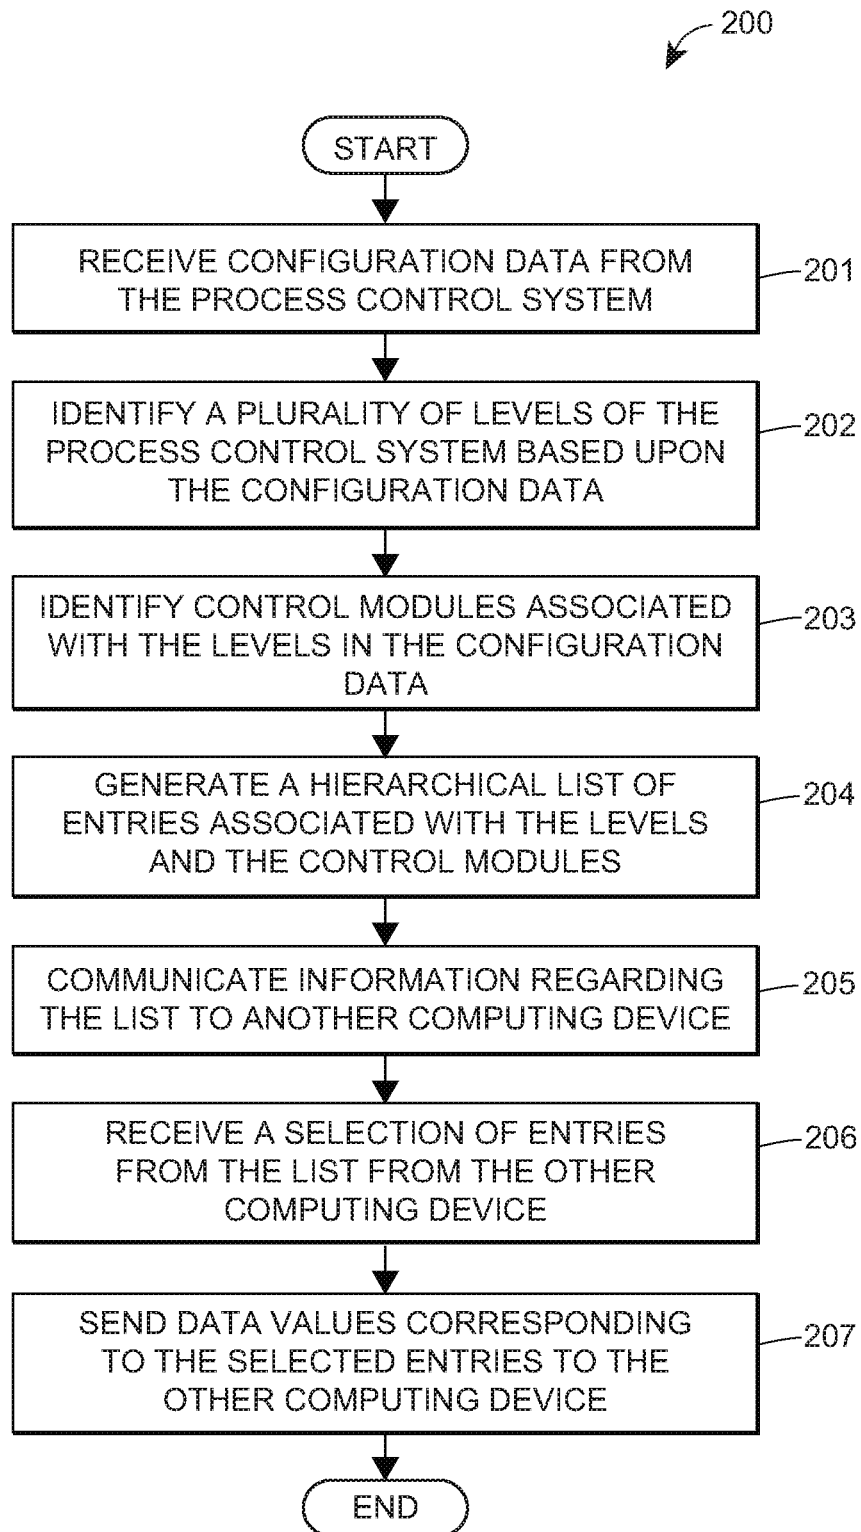 200
START
RECEIVE CONFIGURATION DATA FROM
THE PROCESS CONTROL SYSTEM
201
IDENTIFY A PLURALITY OF LEVELS OF THE
PROCESS CONTROL SYSTEM BASED UPON
THE CONFIGURATION DATA
202
IDENTIFY CONTROL MODULES ASSOCIATED
WITH THE LEVELS IN THE CONFIGURATION
DATA
203
GENERATE A HIERARCHICAL LIST OF
ENTRIES ASSOCIATED WITH THE LEVELS
AND THE CONTROL MODULES
204
COMMUNICATE INFORMATION REGARDING
THE LIST TO ANOTHER COMPUTING DEVICE
205
RECEIVE A SELECTION OF ENTRIES
FROM THE LIST FROM THE OTHER
COMPUTING DEVICE
206
SEND DATA VALUES CORRESPONDING
TO THE SELECTED ENTRIES TO THE
OTHER COMPUTING DEVICE
207
END